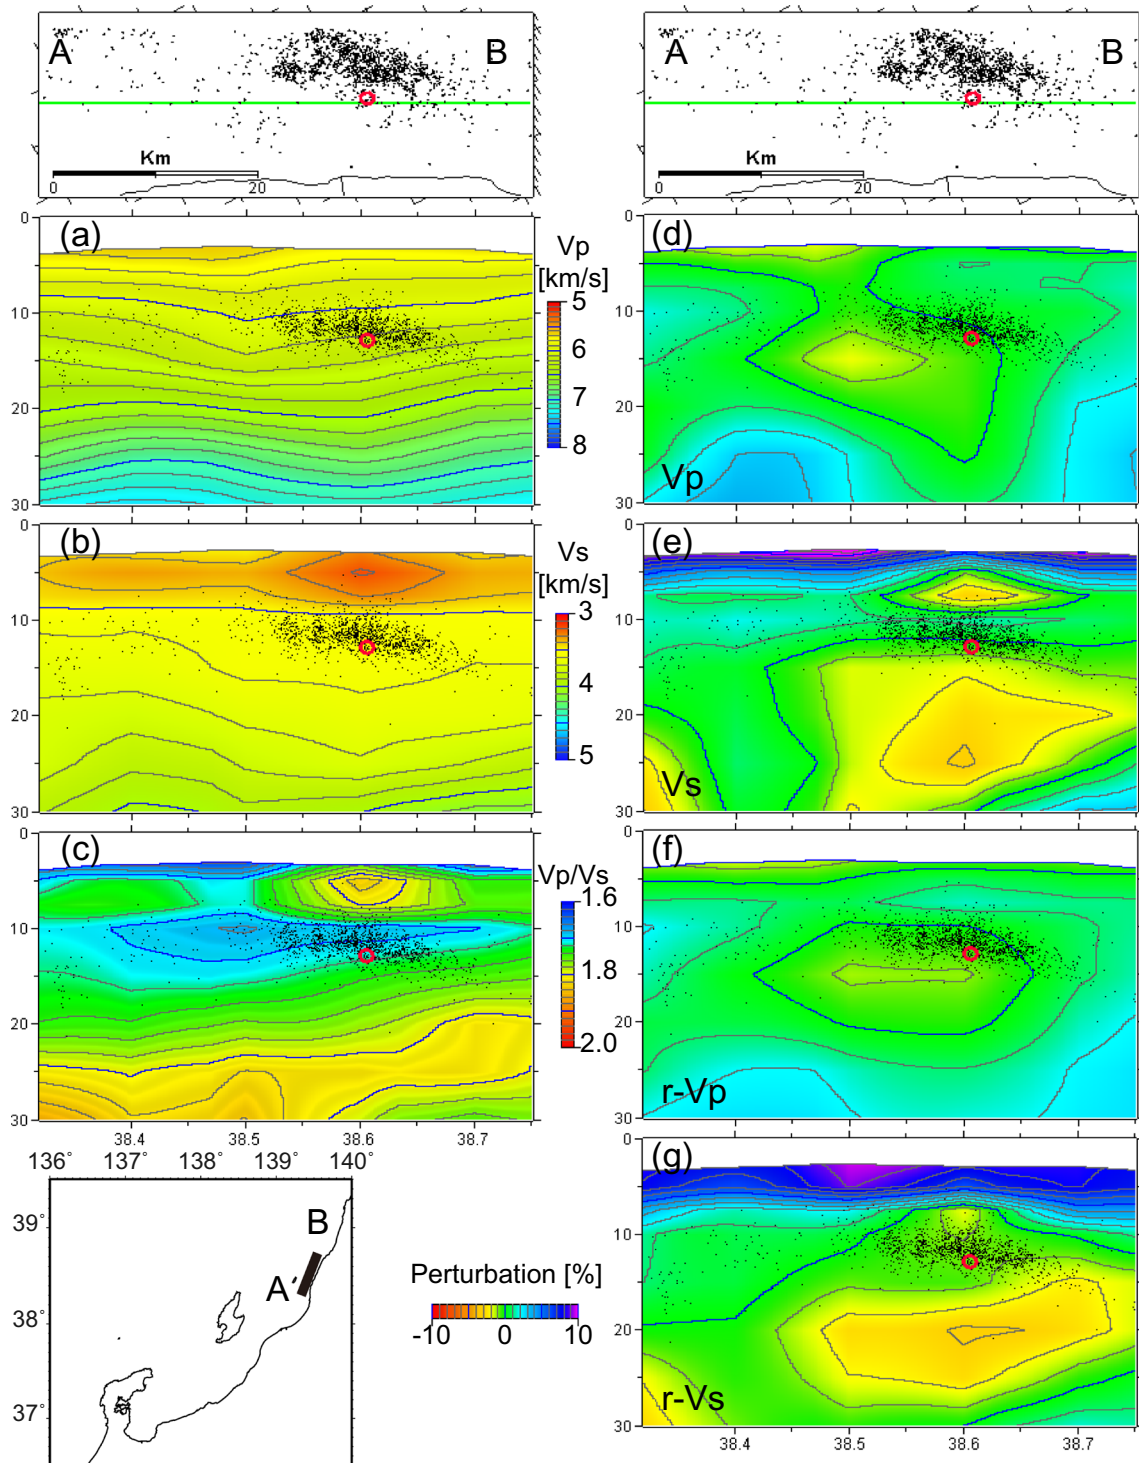 A B
Km
0 20
A B
Km
0 20
(a)
Vp
[km/s]
5
6
7
8
0
10
20
30
(d)
Vp
0
10
20
30
(b)
Vs
[km/s]
3
4
5
0
10
20
30
(e)
Vs
0
10
20
30
(c)
Vp/Vs
1.6
1.8
2.0
0
10
20
30
38.4 38.5 38.6 38.7
(f)
r-Vp
0
10
20
30
136° 137° 138° 139° 140°
39°
38°
37°
B
A´
Perturbation [%]
-10 0 10
(g)
r-Vs
0
10
20
30
38.4 38.5 38.6 38.7